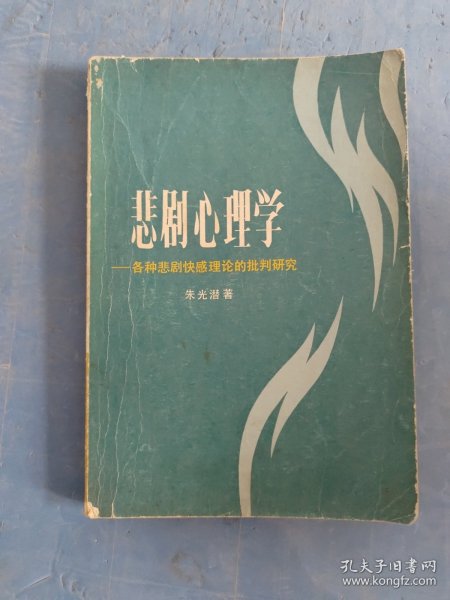 悲剧心理学
——各种悲剧快感理论的批判研究
朱光潜著
孔夫子旧书网
www.kongfz.com